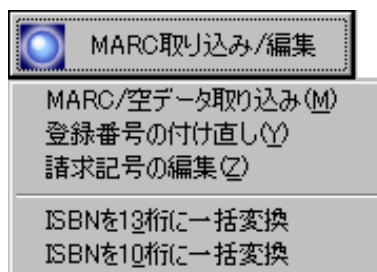 MARC取り込み/編集
MARC/空データ取り込み(M)
登録番号の付け直し(Y)
請求記号の編集(Z)
ISBNを13桁に一括変換
ISBNを10桁に一括変換